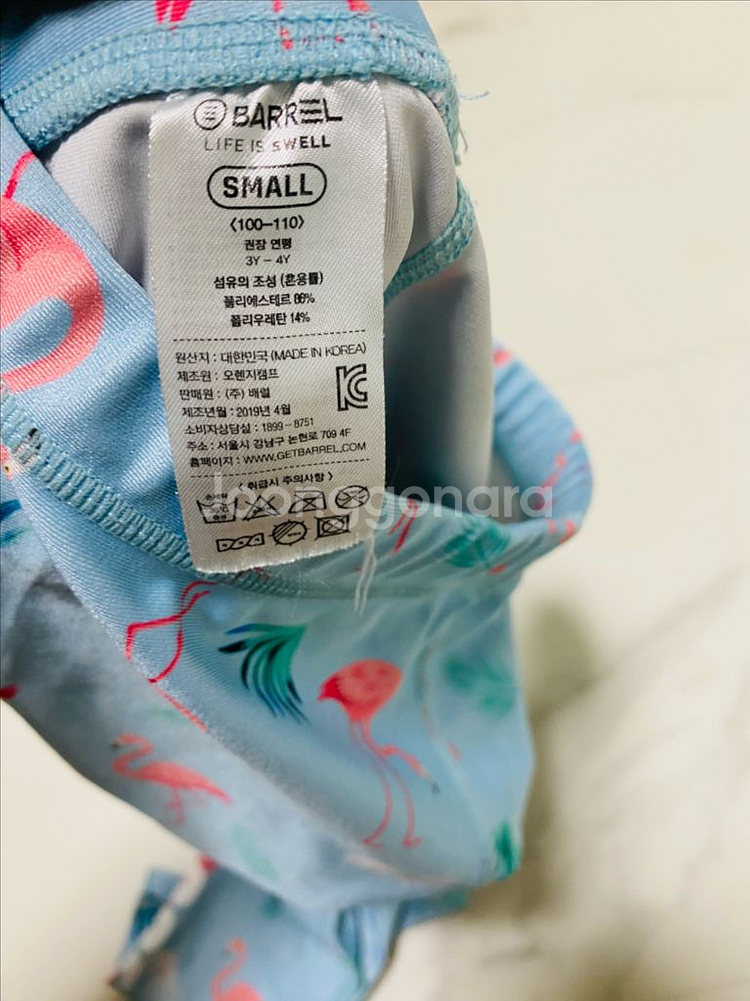 BARREL
LIFE IS SWELL
SMALL
<100-110>
권장 연령
3Y - 4Y
섬유의 조성 (혼용률)
폴리에스테르 86%
폴리우레탄 14%
원산지 : 대한민국 (MADE IN KOREA)
제조원 : 오렌지캠프
판매원 : (주) 배럴
제조년월 : 2019년 4월
소비자상담실 : 1899-8751
주소 : 서울시 강남구 논현로 709 4F
홈페이지 : WWW.GETBARREL.COM
< 취급시 주의사항 >
joonggonara